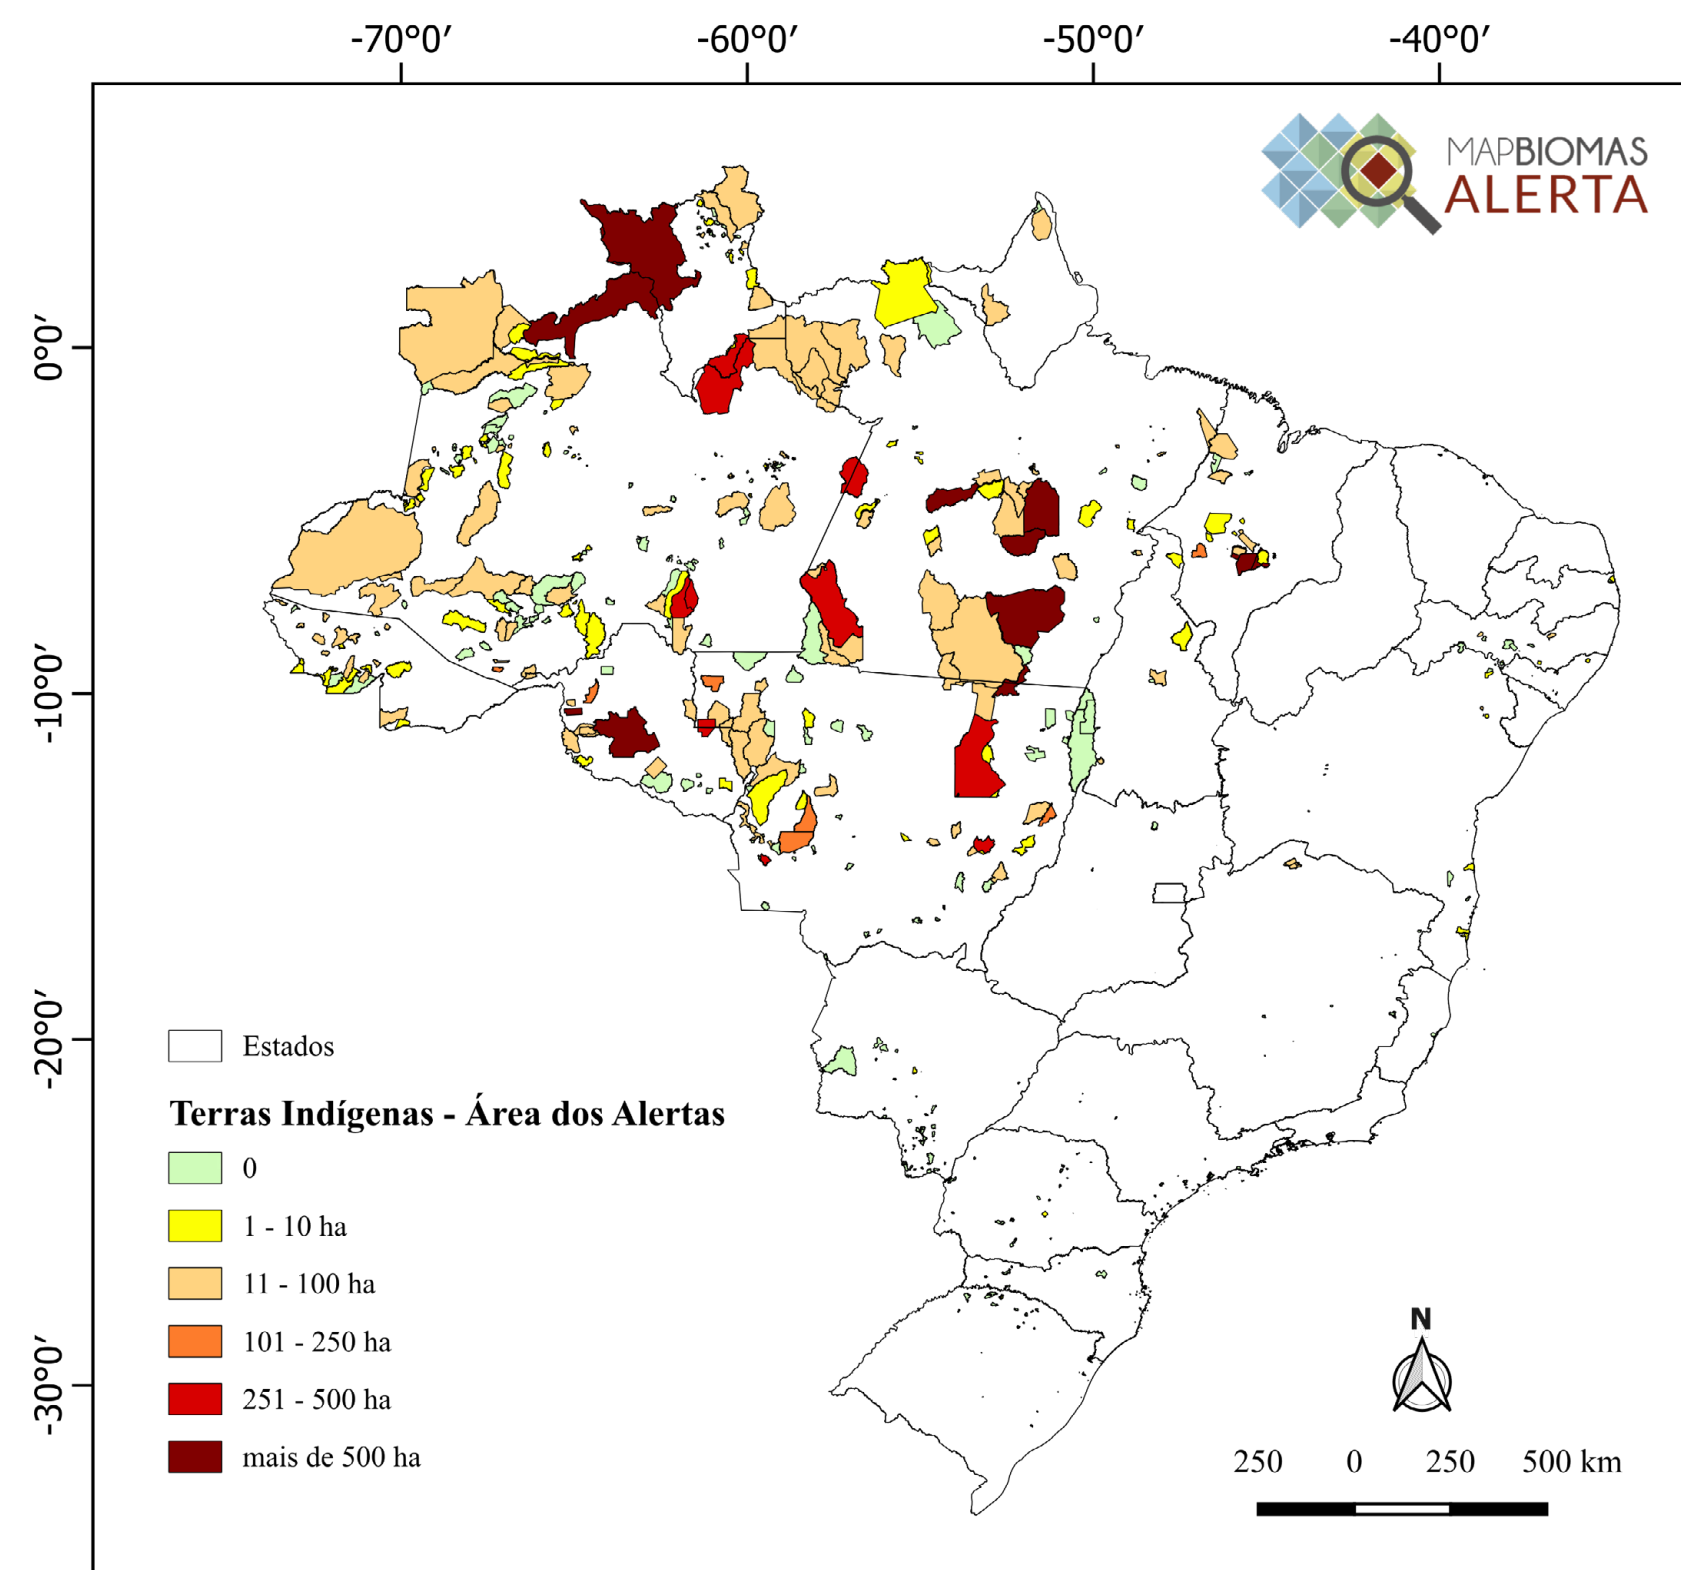 -70°0′ -60°0′ -50°0′ -40°0′
MAPBIOMAS
ALERTA
0°0′
-10°0′
-20°0′
-30°0′
Estados
Terras Indígenas - Área dos Alertas
0
1 - 10 ha
11 - 100 ha
101 - 250 ha
251 - 500 ha
mais de 500 ha
N
250 0 250 500 km